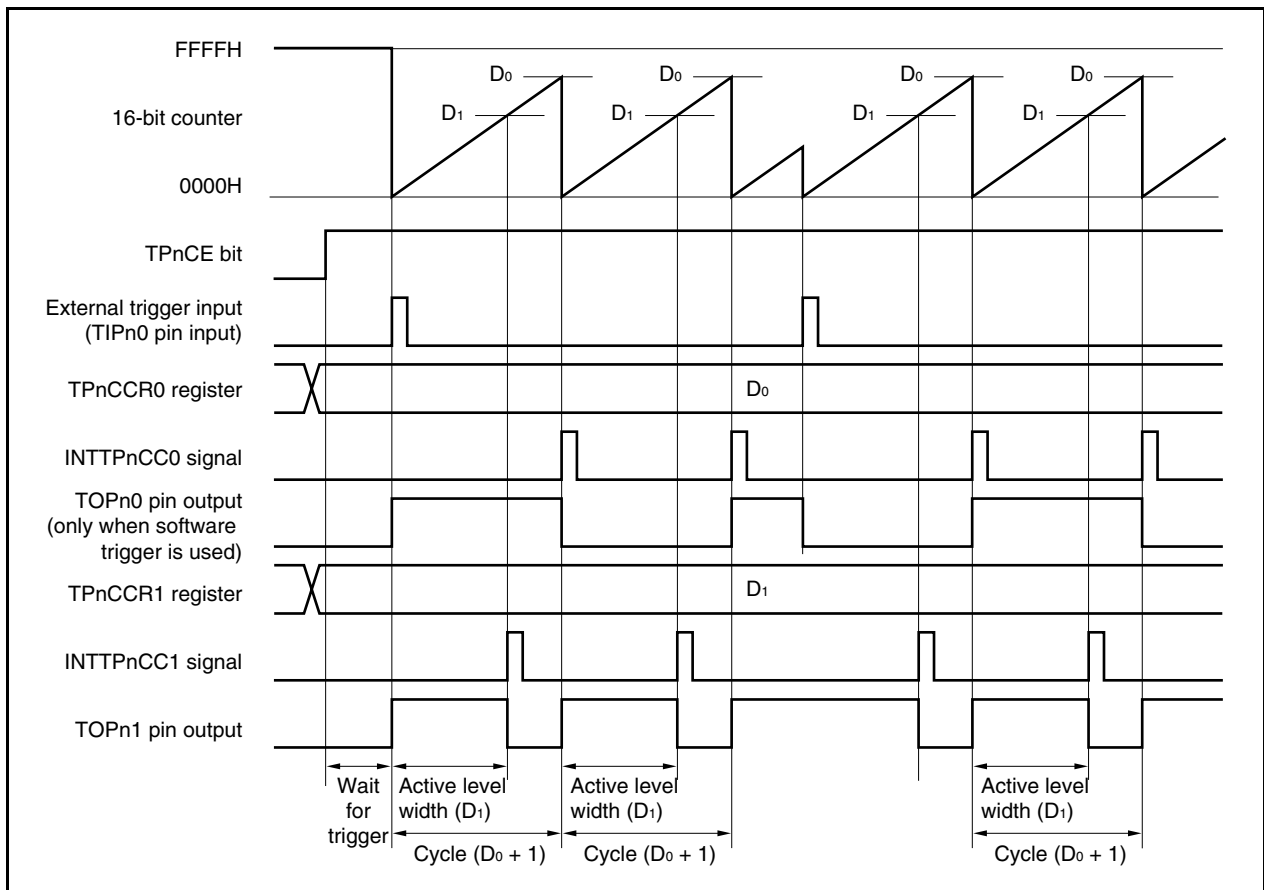 FFFFH
D0
D0
D0
D0
16-bit counter
D1
D1
D1
D1
0000H
TPnCE bit
External trigger input
(TIPn0 pin input)
TPnCCR0 register
D0
INTTPnCC0 signal
TOPn0 pin output
(only when software
trigger is used)
TPnCCR1 register
D1
INTTPnCC1 signal
TOPn1 pin output
Wait
for
trigger
Active level
width (D1)
Active level
width (D1)
Active level
width (D1)
Cycle (D0 + 1)
Cycle (D0 + 1)
Cycle (D0 + 1)